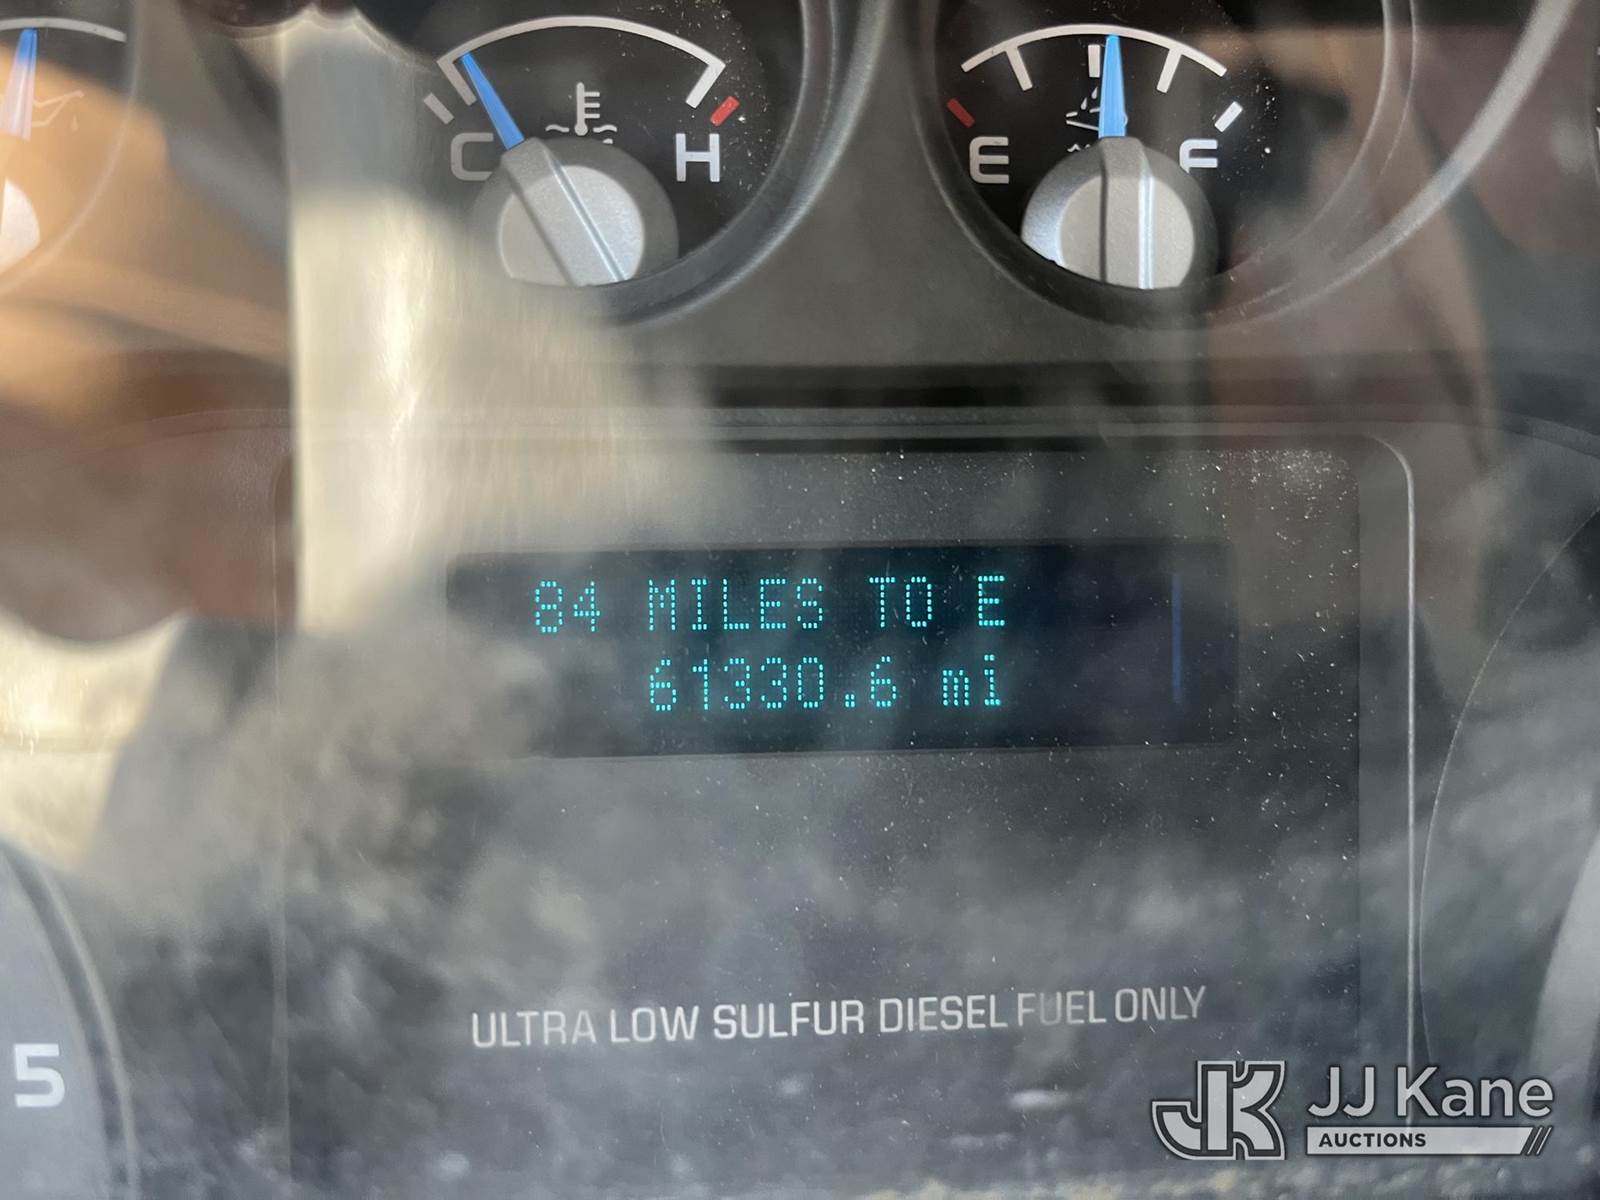 C H
E F
84 MILES TO E
61330.6 mi
ULTRA LOW SULFUR DIESEL FUEL ONLY
5
JK
JJ Kane
AUCTIONS